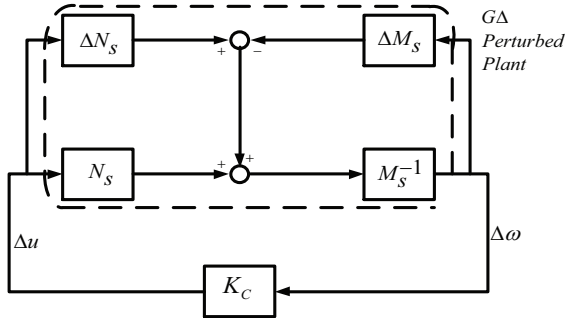 ΔN_s
+
−
ΔM_s
GΔ
Perturbed
Plant
N_s
+
+
M_s^{-1}
Δu
Δω
K_C